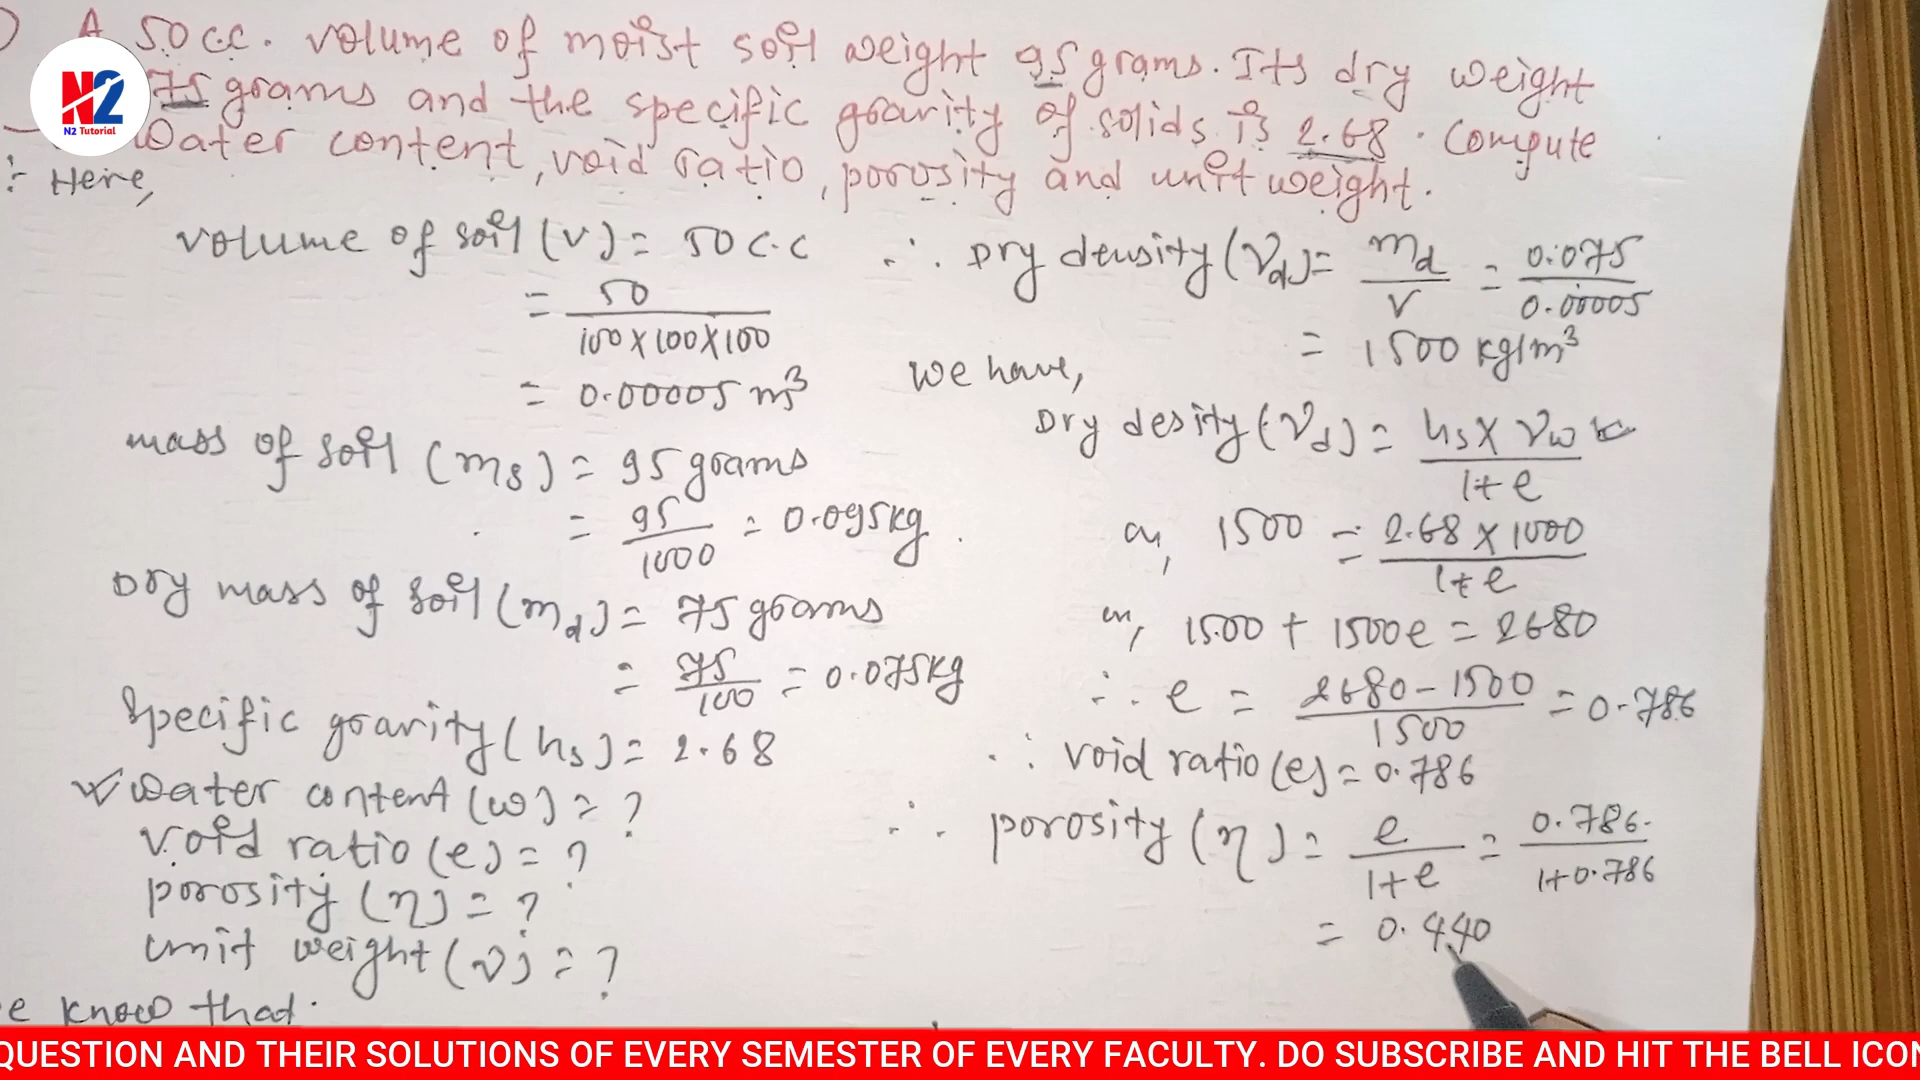 A 50 c.c. volume of moist soil weight 95 grams. Its dry weight
75 grams and the specific gravity of solids is 2.68. Compute
Water content, void ratio, porosity and unit weight.
∴ Here,
volume of soil (v) = 50 c.c
= 50 / 100 × 100 × 100
= 0.00005 m³
mass of soil (ms) = 95 grams
= 95 / 1000 = 0.095 kg.
Dry mass of soil (md) = 75 grams
= 75 / 100 = 0.075 kg
Specific gravity (hs) = 2.68
Water content (w) = ?
void ratio (e) = ?
porosity (η) = ?
unit weight (γ) = ?
e know that.
∴ Dry density (γd) = md / v = 0.075 / 0.00005
= 1500 kg/m³
We have,
Dry desity (γd) = hs × γw / 1+e
or, 1500 = 2.68 × 1000 / 1+e
or, 1500 + 1500e = 2680
∴ e = 2680 - 1500 / 1500 = 0.786
∴ void ratio (e) = 0.786
∴ porosity (η) = e / 1+e = 0.786 / 1+0.786
= 0.440
N2
N2 Tutorial
QUESTION AND THEIR SOLUTIONS OF EVERY SEMESTER OF EVERY FACULTY. DO SUBSCRIBE AND HIT THE BELL ICON